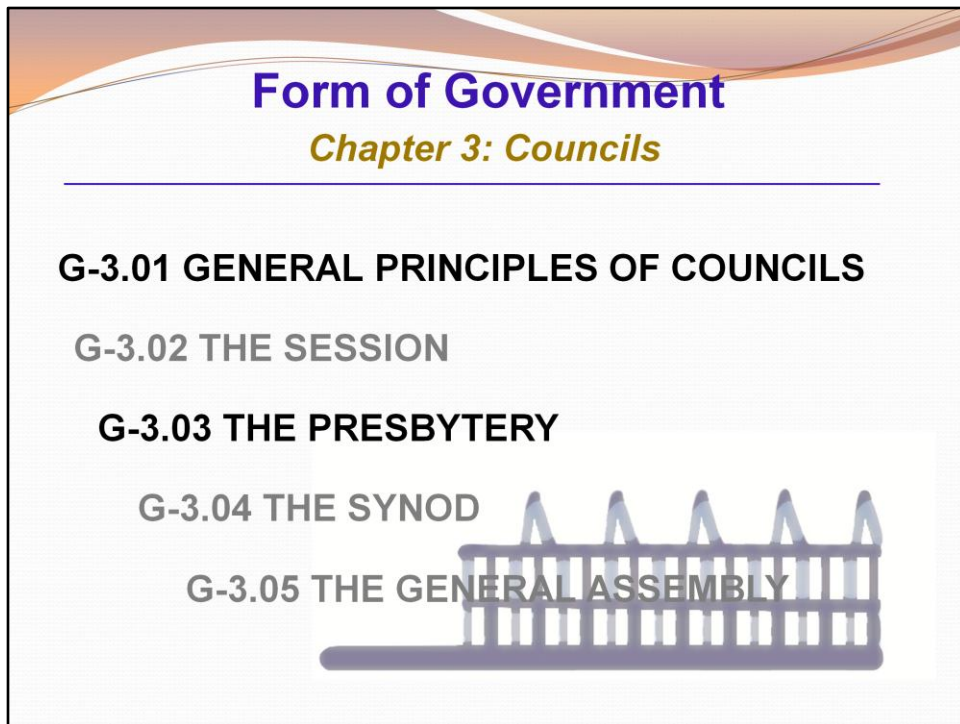 Form of Government
Chapter 3: Councils
G-3.01 GENERAL PRINCIPLES OF COUNCILS
G-3.02 THE SESSION
G-3.03 THE PRESBYTERY
G-3.04 THE SYNOD
G-3.05 THE GENERAL ASSEMBLY